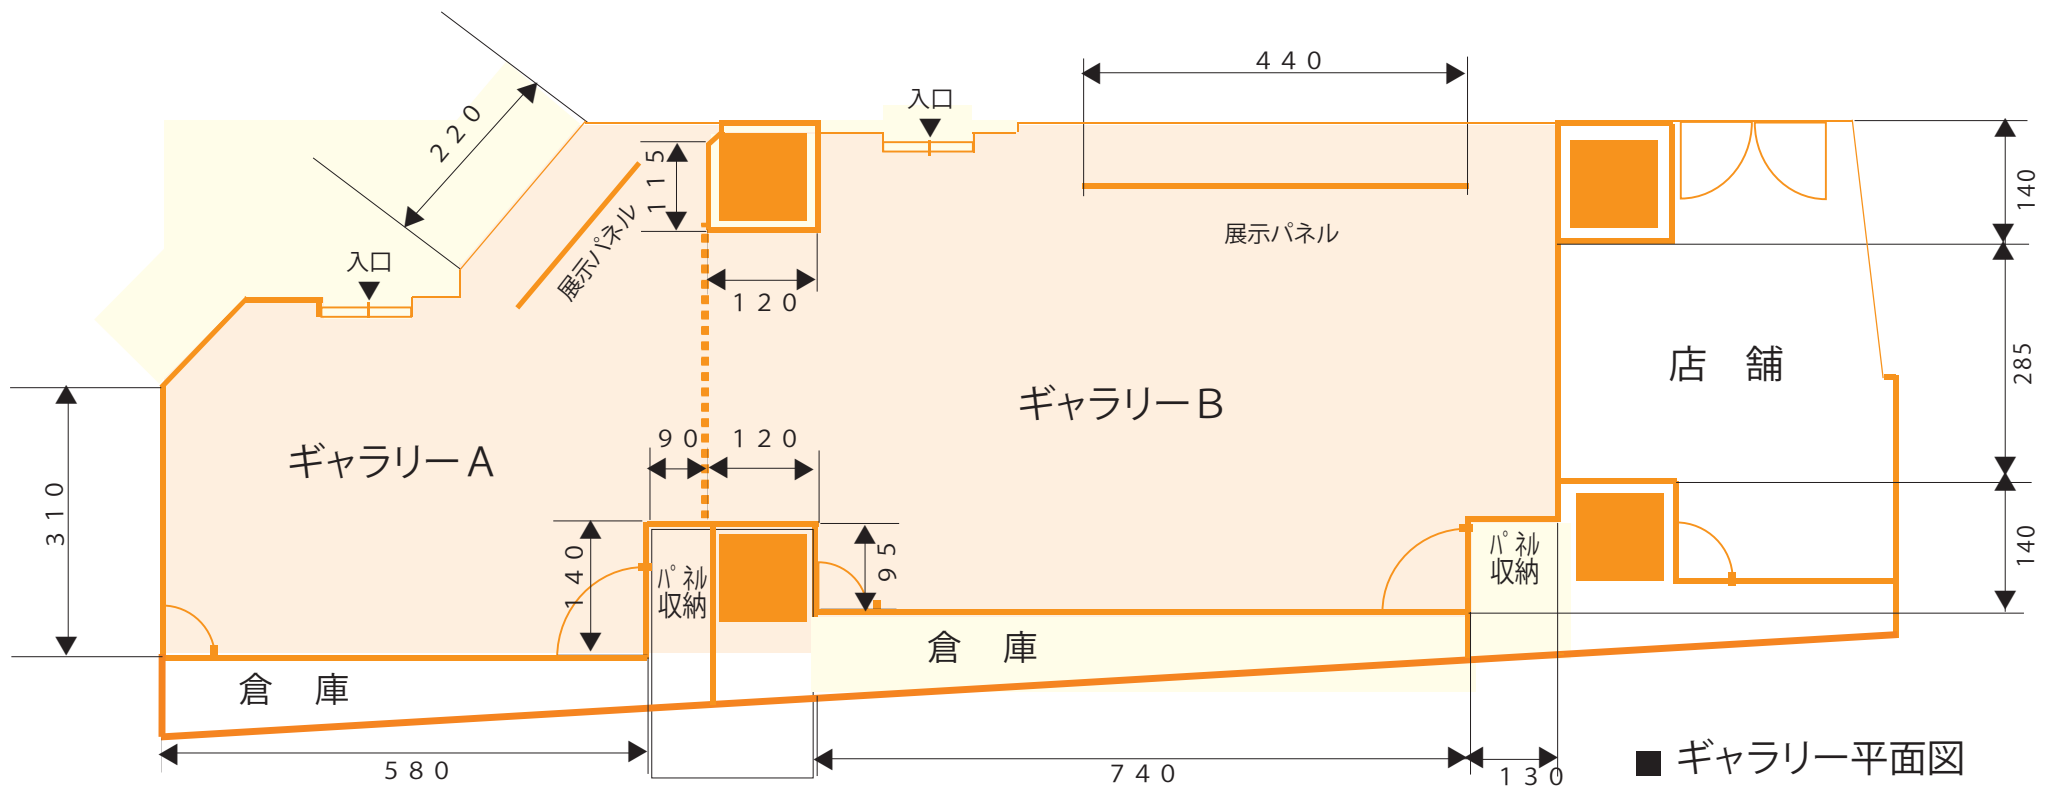 440
入口
220
115
140
展示パネル
展示パネル
入口
120
285
店 舗
ギャラリーB
90
120
ギャラリーA
310
140
95
140
パネル
収納
パネル
収納
倉 庫
倉 庫
580
740
130
■ ギャラリー平面図